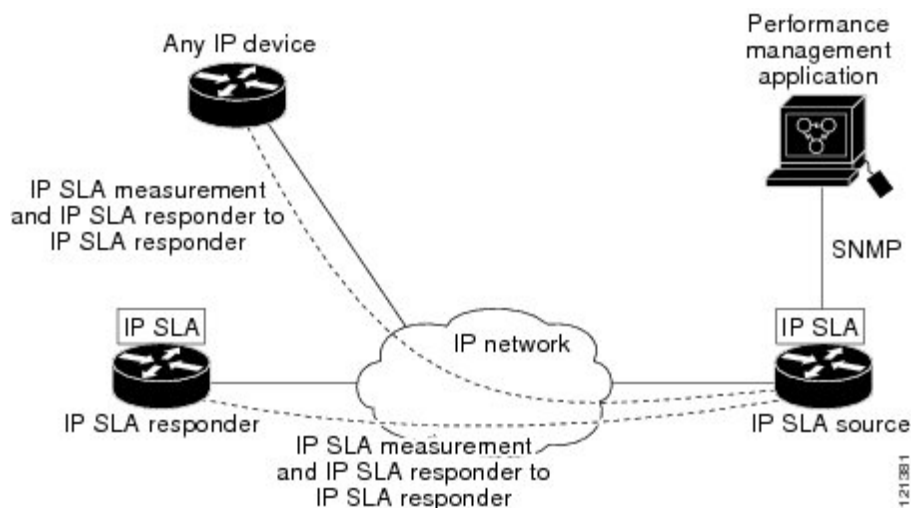 Any IP device
Performance
management
application
IP SLA measurement
and IP SLA responder to
IP SLA responder
SNMP
IP SLA
IP network
IP SLA
IP SLA responder
IP SLA source
IP SLA measurement
and IP SLA responder to
IP SLA responder
121381